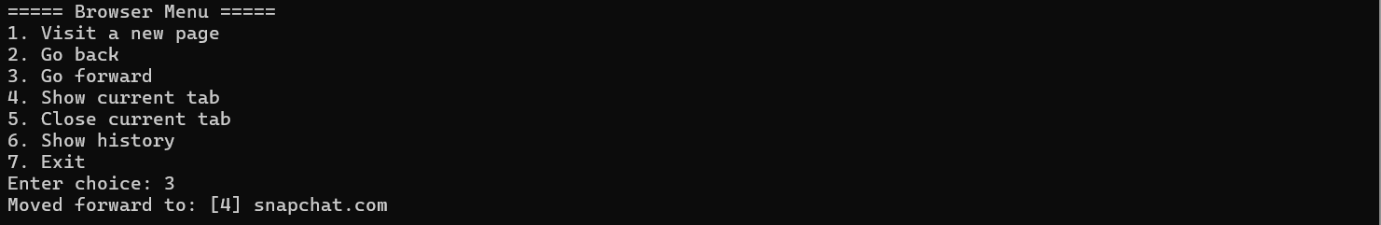 ===== Browser Menu =====
1. Visit a new page
2. Go back
3. Go forward
4. Show current tab
5. Close current tab
6. Show history
7. Exit
Enter choice: 3
Moved forward to: [4] snapchat.com